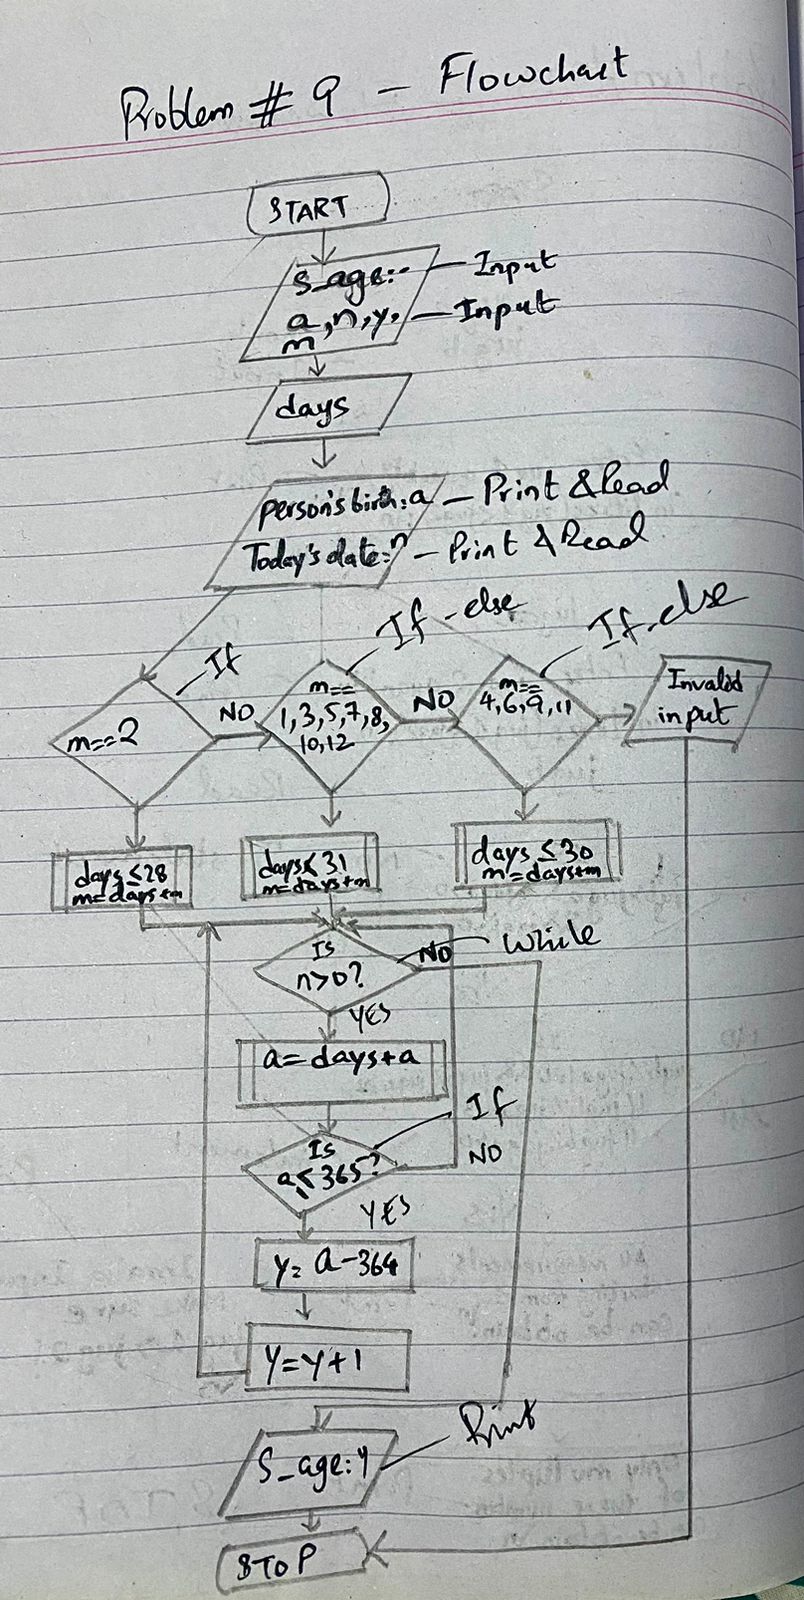 Problem # 9 - Flowchart
START
S_age:- - Input
a, n, y, - Input
m
days
person's birth: a - Print & Read
Today's date: n - Print & Read
If
If-else
If-else
m==2
NO
m==
1,3,5,7,8,
10,12
NO
m==
4,6,9,11
Invalid
input
days ≤ 28
m=days+m
days ≤ 31
m=days+m
days ≤ 30
m=days+m
Is
n>0?
NO
While
YES
a=days+a
If
Is
a≤365?
NO
YES
y= a-364
y=y+1
Print
S_age: y
STOP